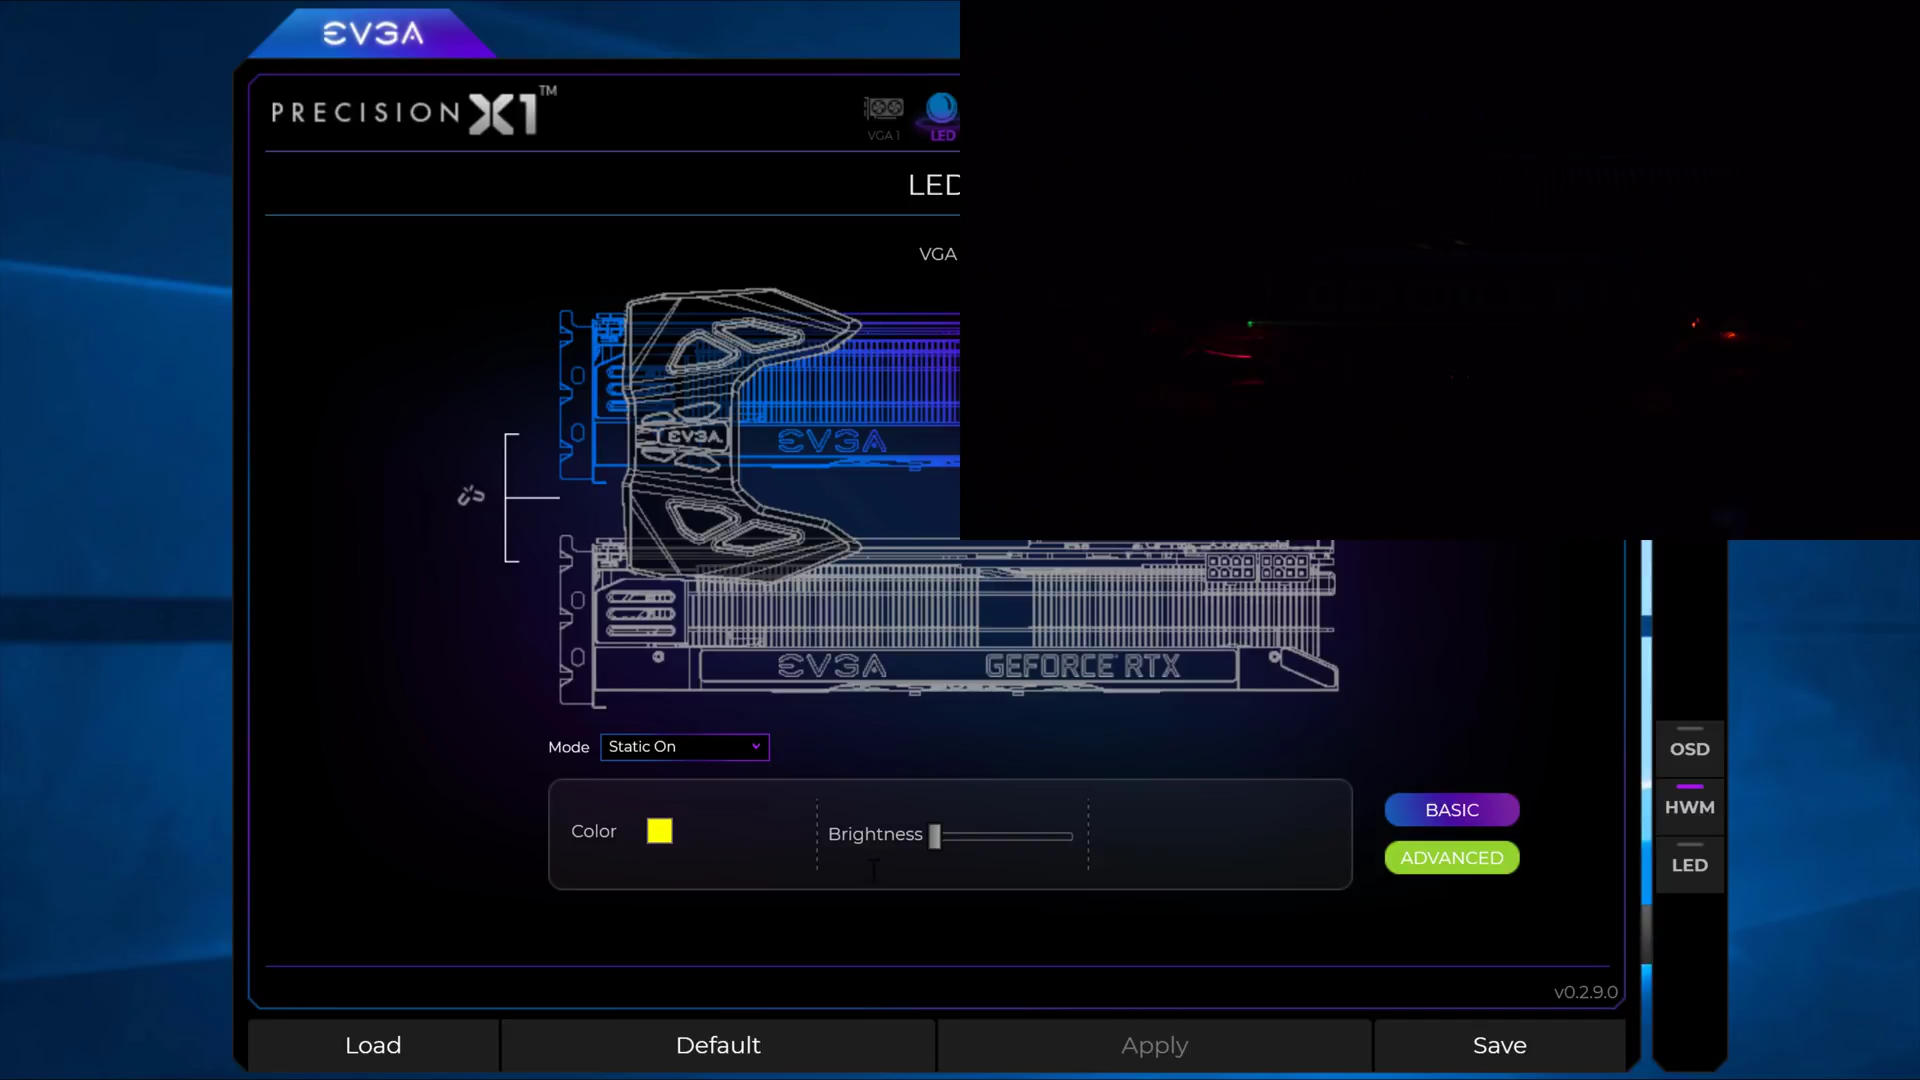 EVGA
PRECISION X1™
VGA 1
LED
LED
VGA
EVGA
EVGA
EVGA
GEFORCE RTX
Mode
Static On
Color
Brightness
BASIC
ADVANCED
OSD
HWM
LED
v0.2.9.0
Load
Default
Apply
Save